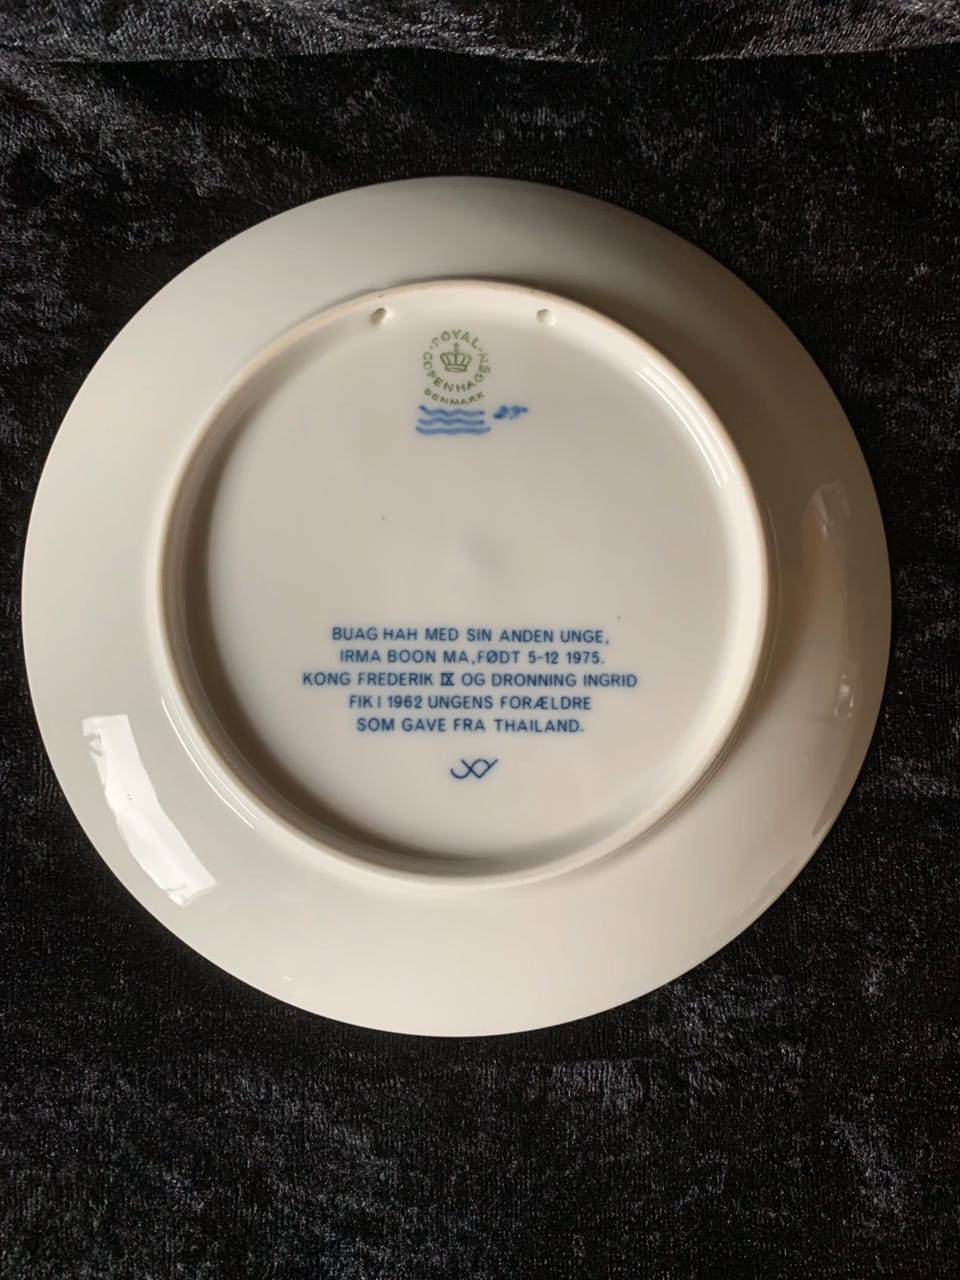 ROYAL
COPENHAGEN
DENMARK
BUAG HAH MED SIN ANDEN UNGE,
IRMA BOON MA, FØDT 5-12 1975.
KONG FREDERIK IX OG DRONNING INGRID
FIK I 1962 UNGENS FORÆLDRE
SOM GAVE FRA THAILAND.